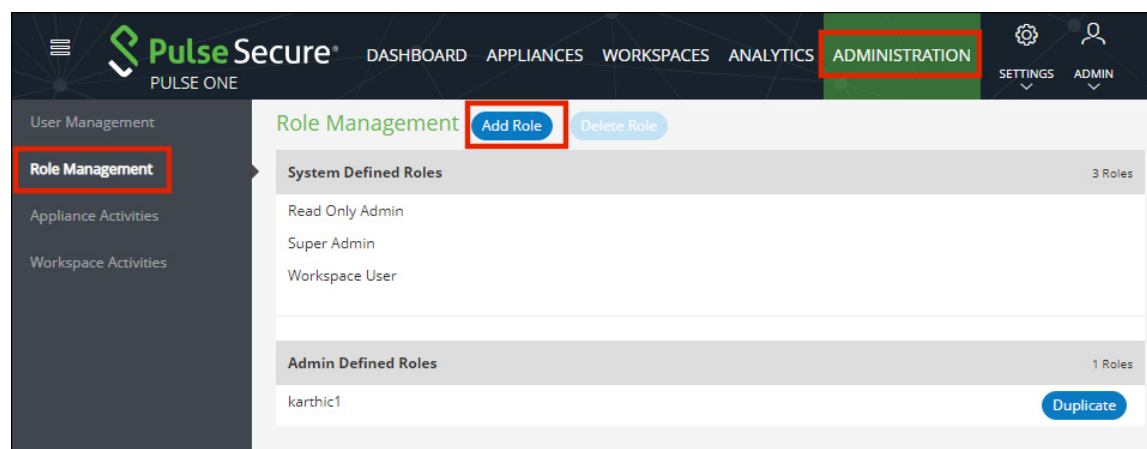 Pulse Secure®
PULSE ONE
DASHBOARD APPLIANCES WORKSPACES ANALYTICS ADMINISTRATION
SETTINGS ADMIN
User Management
Role Management
Appliance Activities
Workspace Activities
Role Management Add Role Delete Role
System Defined Roles 3 Roles
Read Only Admin
Super Admin
Workspace User
Admin Defined Roles 1 Roles
karthic1 Duplicate